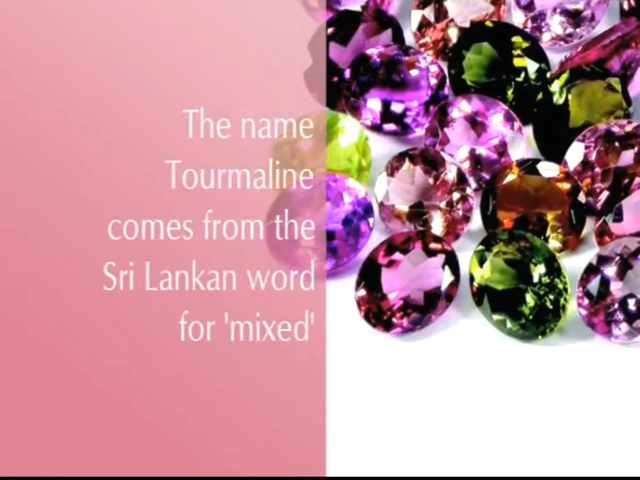 The name
Tourmaline
comes from the
Sri Lankan word
for 'mixed'